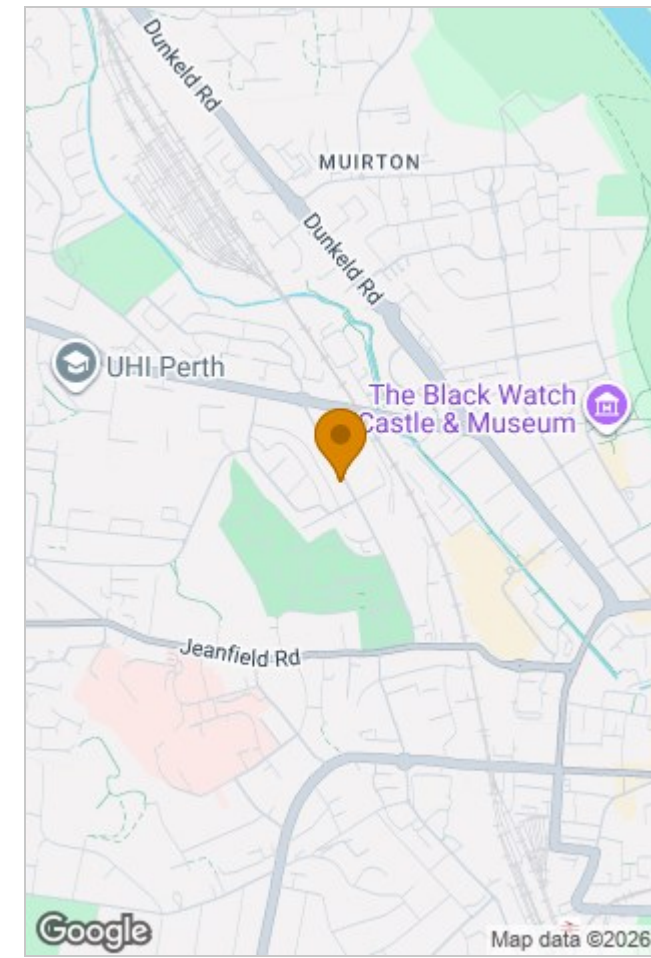 Dunkeld Rd
MUIRTON
Dunkeld Rd
UHI Perth
The Black Watch
Castle & Museum
Jeanfield Rd
Google
Map data ©2026